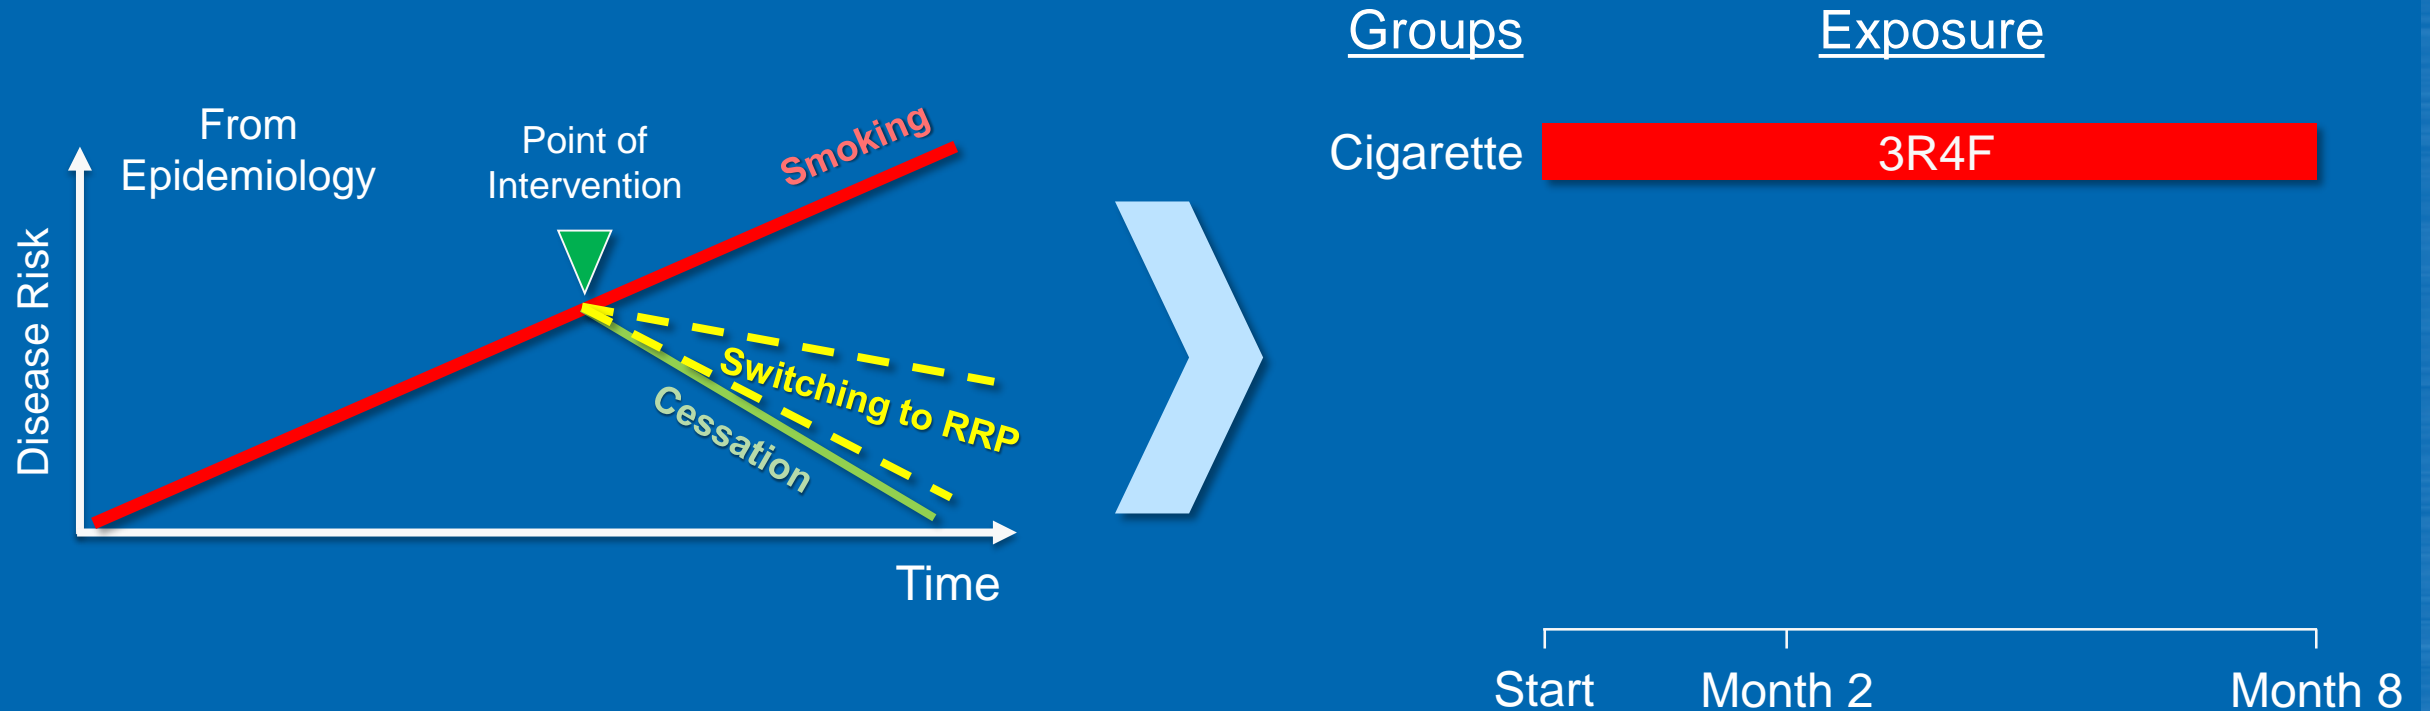 Groups
Exposure
From
Epidemiology
Point of
Intervention
Smoking
Cigarette
3R4F
Disease Risk
Switching to RRP
Cessation
Time
Start
Month 2
Month 8